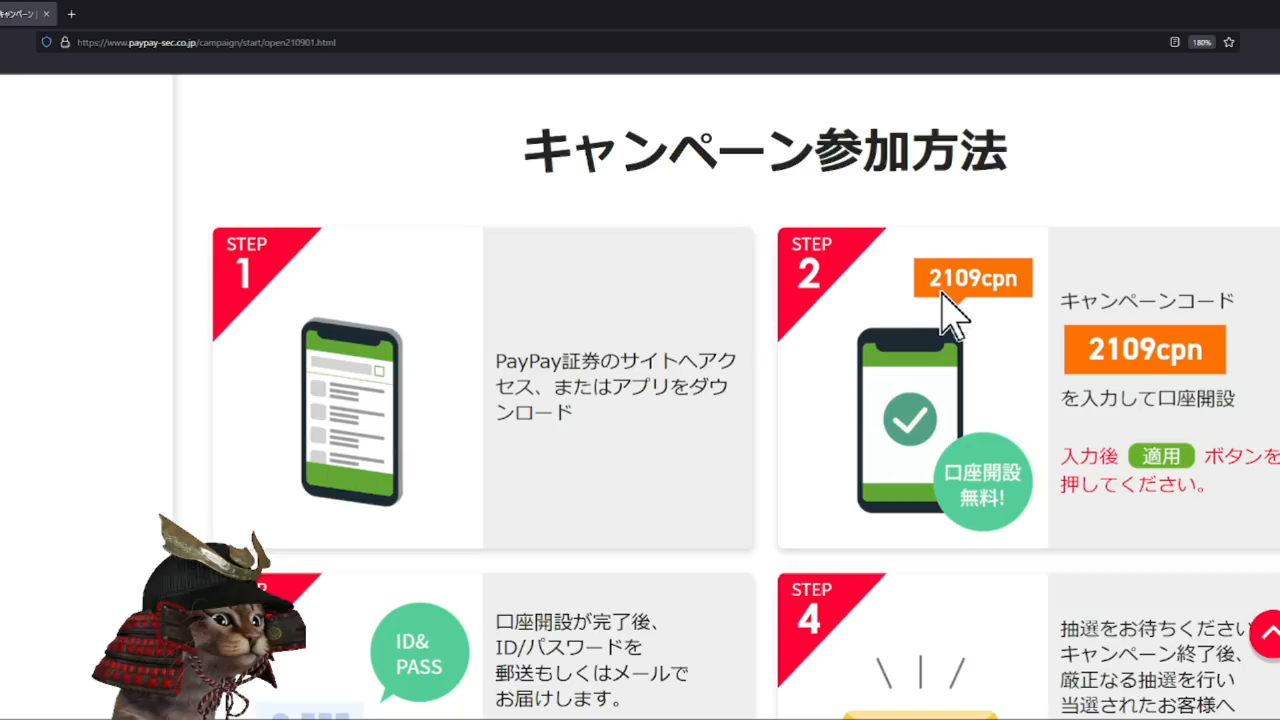 キャンペーン |
https://www.paypay-sec.co.jp/campaign/start/open210901.html
180%
キャンペーン参加方法
STEP
1
PayPay証券のサイトへアク
セス、またはアプリをダウ
ンロード
STEP
2
2109cpn
口座開設
無料!
キャンペーンコード
2109cpn
を入力して口座開設
入力後 適用 ボタンを
押してください。
ID&
PASS
口座開設が完了後、
ID/パスワードを
郵送もしくはメールで
お届けします。
STEP
4
抽選をお待ちください
キャンペーン終了後、
厳正なる抽選を行い
当選されたお客様へ